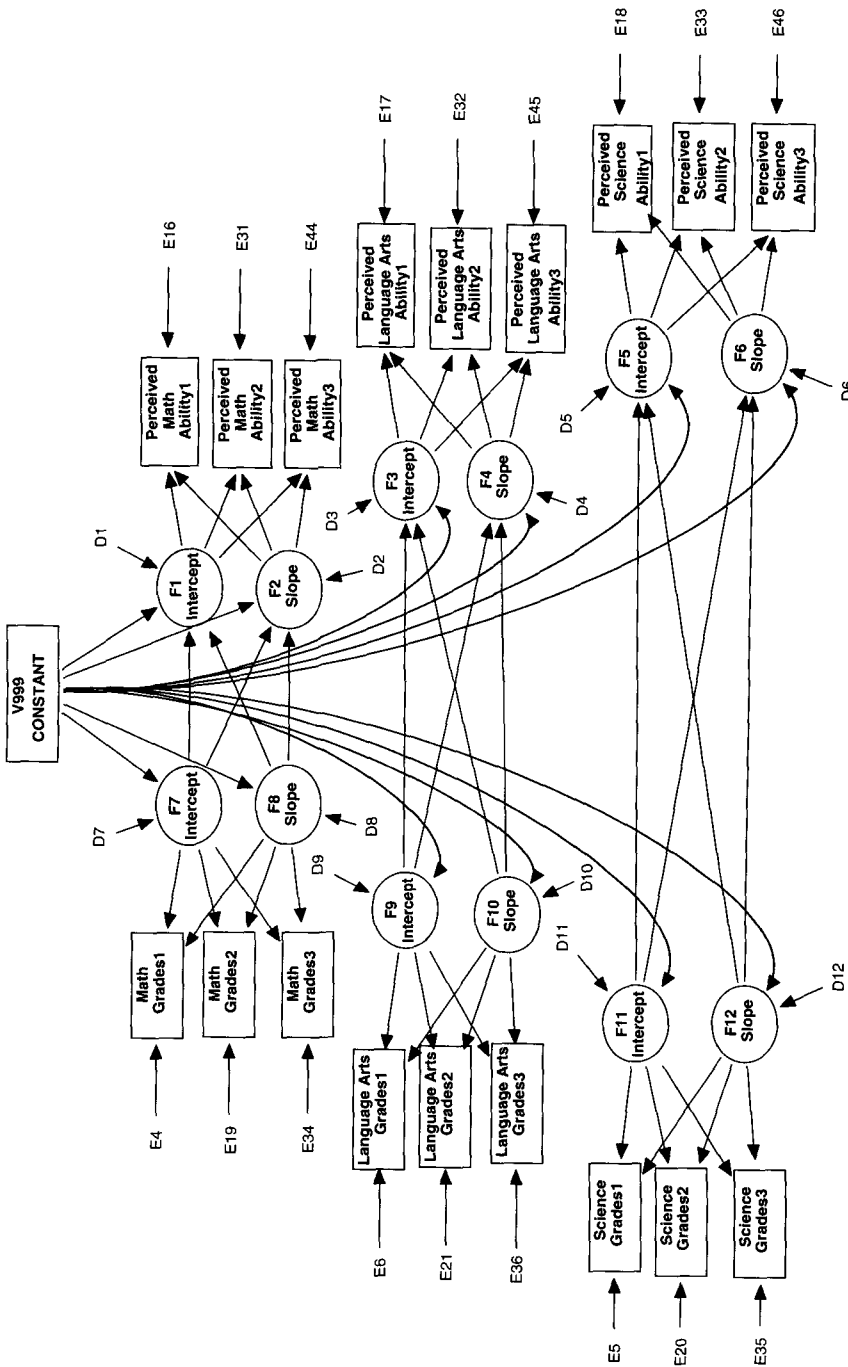 V999
CONSTANT
D7
F7
Intercept
F8
Slope
D8
D1
F1
Intercept
F2
Slope
D2
E4
Math
Grades1
E19
Math
Grades2
E34
Math
Grades3
Perceived
Math
Ability1
E16
Perceived
Math
Ability2
E31
Perceived
Math
Ability3
E44
D9
F9
Intercept
F10
Slope
D10
D3
F3
Intercept
F4
Slope
D4
E6
Language Arts
Grades1
E21
Language Arts
Grades2
E36
Language Arts
Grades3
Perceived
Language Arts
Ability1
E17
Perceived
Language Arts
Ability2
E32
Perceived
Language Arts
Ability3
E45
D11
F11
Intercept
F12
Slope
D12
D5
F5
Intercept
F6
Slope
D6
E5
Science
Grades1
E20
Science
Grades2
E35
Science
Grades3
Perceived
Science
Ability1
E18
Perceived
Science
Ability2
E33
Perceived
Science
Ability3
E46